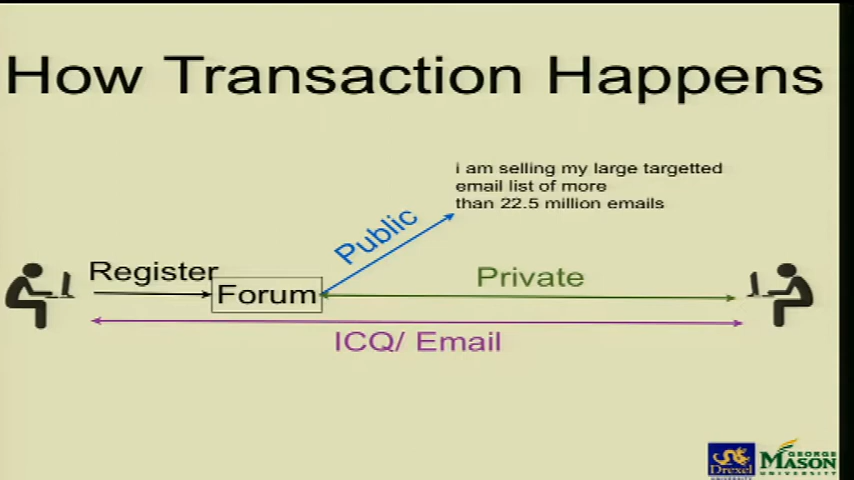 How Transaction Happens
i am selling my large targetted
email list of more
than 22.5 million emails
Public
Register
Forum
Private
ICQ/ Email
Drexel
UNIVERSITY
GEORGE
MASON
UNIVERSITY